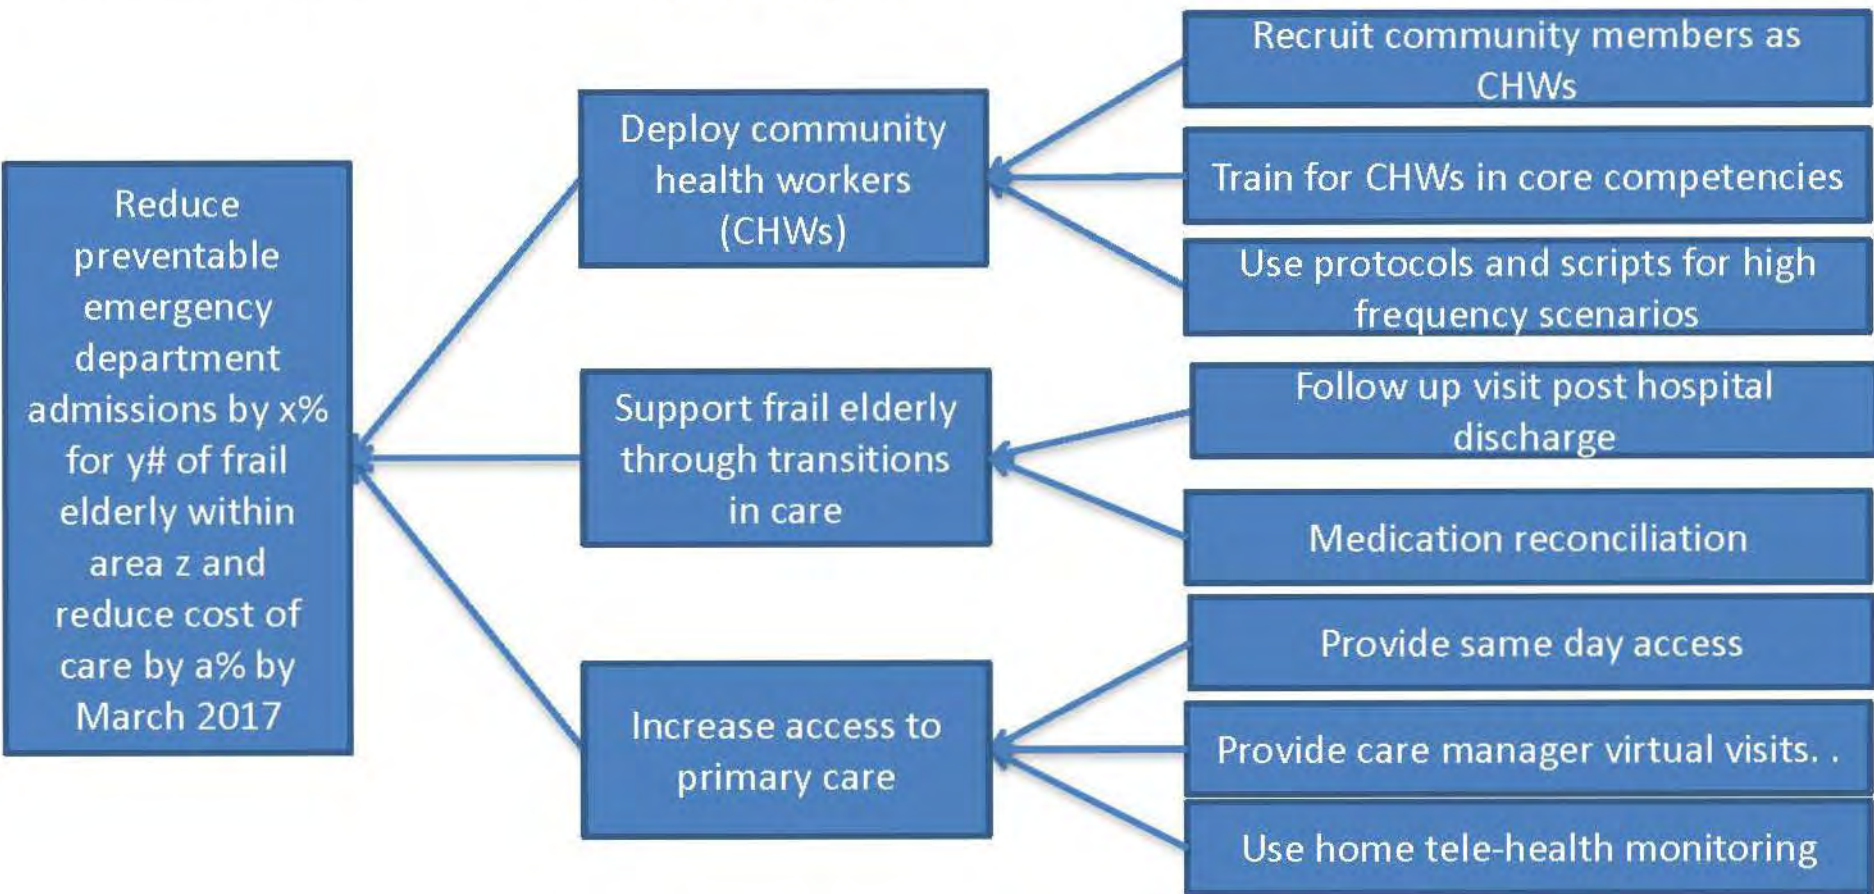 Reduce
preventable
emergency
department
admissions by x%
for y# of frail
elderly within
area z and
reduce cost of
care by a% by
March 2017
Deploy community
health workers
(CHWs)
Support frail elderly
through transitions
in care
Increase access to
primary care
Recruit community members as
CHWs
Train for CHWs in core competencies
Use protocols and scripts for high
frequency scenarios
Follow up visit post hospital
discharge
Medication reconciliation
Provide same day access
Provide care manager virtual visits. .
Use home tele-health monitoring